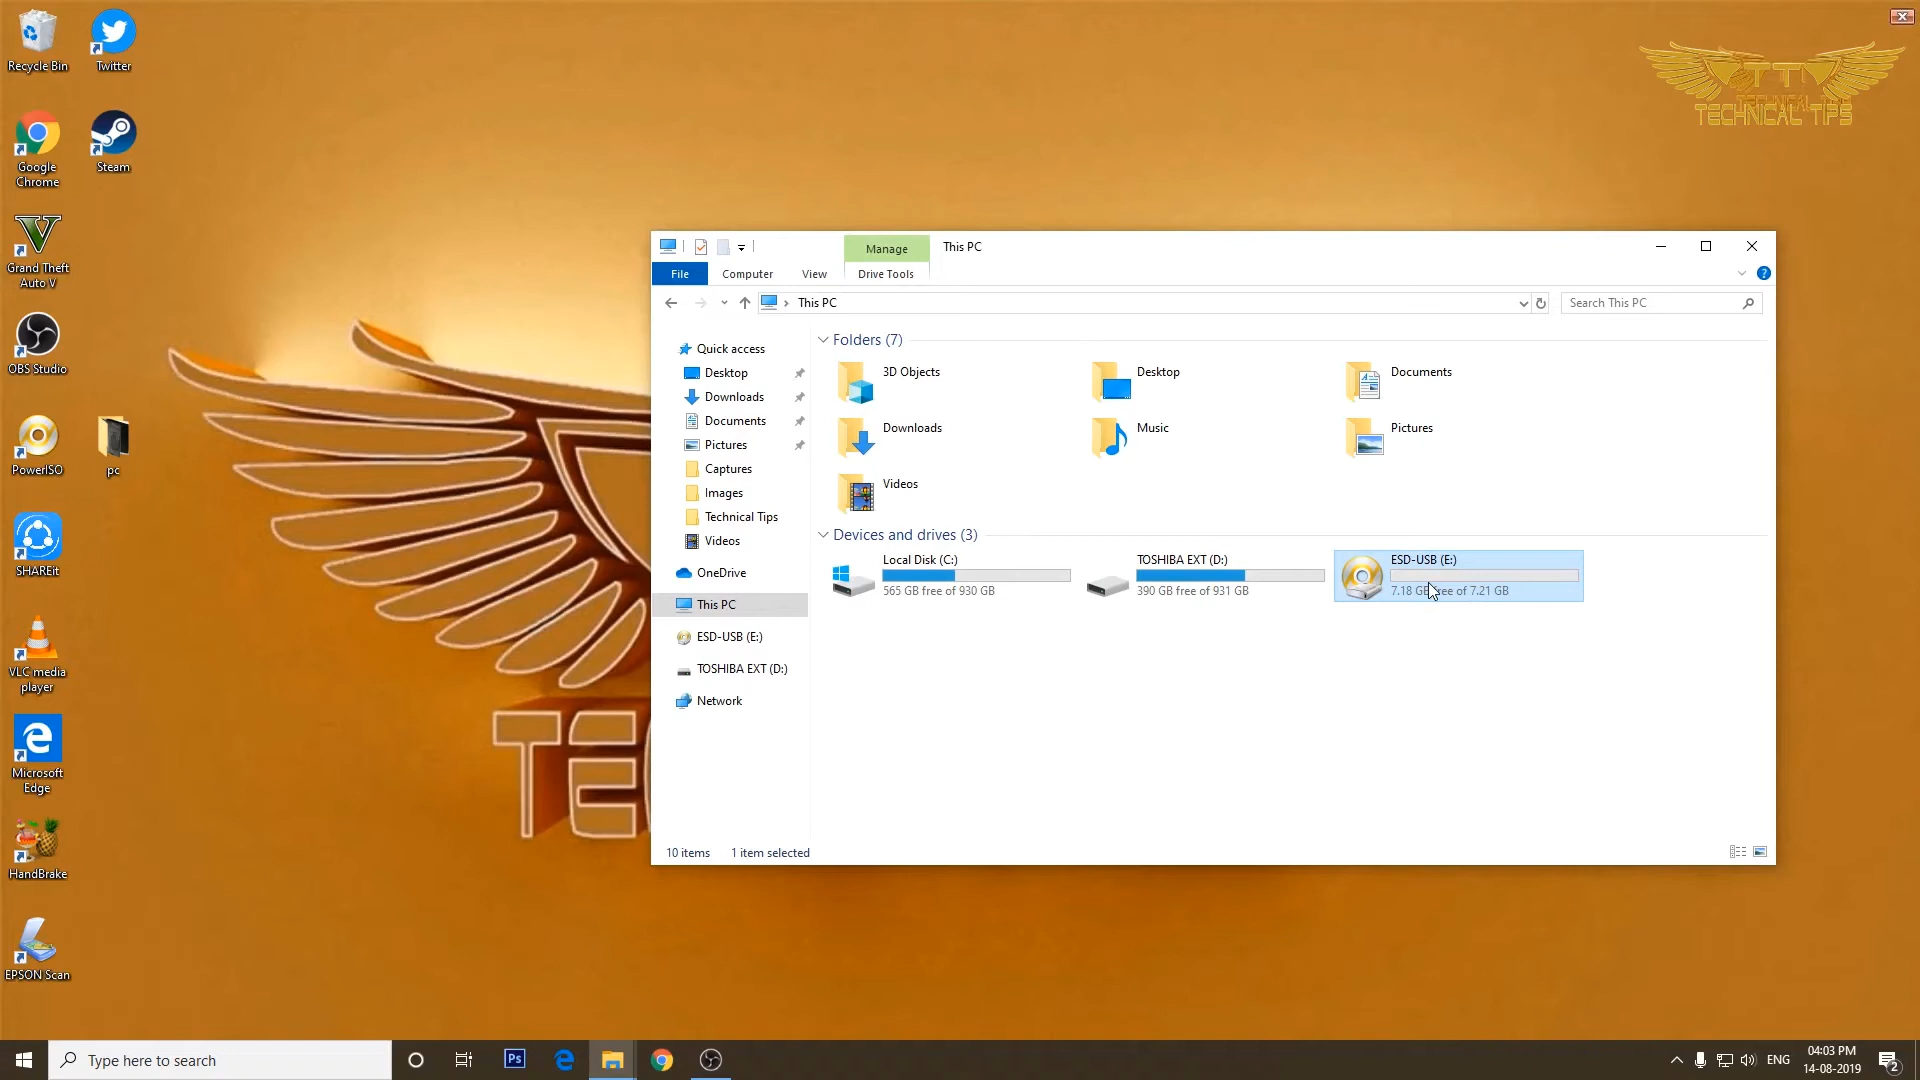 Recycle Bin
Twitter
Google
Chrome
Steam
Grand Theft
Auto V
OBS Studio
PowerISO
pc
SHAREit
VLC media
player
Microsoft
Edge
HandBrake
EPSON Scan
TT
TECHNICAL TIPS
Manage
This PC
File
Computer
View
Drive Tools
This PC
Search This PC
Quick access
Desktop
Downloads
Documents
Pictures
Captures
Images
Technical Tips
Videos
OneDrive
This PC
ESD-USB (E:)
TOSHIBA EXT (D:)
Network
Folders (7)
3D Objects
Desktop
Documents
Downloads
Music
Pictures
Videos
Devices and drives (3)
Local Disk (C:)
565 GB free of 930 GB
TOSHIBA EXT (D:)
390 GB free of 931 GB
ESD-USB (E:)
7.18 GB free of 7.21 GB
10 items
1 item selected
Type here to search
Ps
ENG
04:03 PM
14-08-2019
2